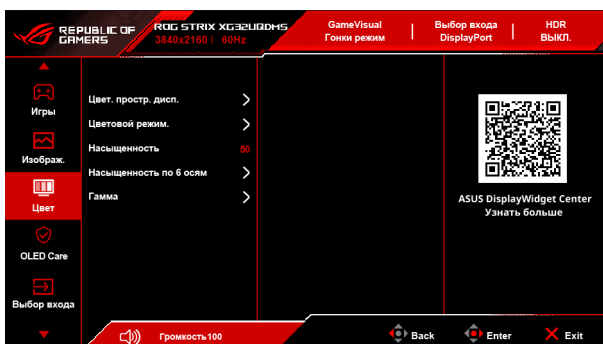 REPUBLIC OF
GAMERS
ROG STRIX XG32UQDMS
3840x2160 | 60Hz
GameVisual
Гонки режим
Выбор входа
DisplayPort
HDR
ВЫКЛ.
Игры
Изображ.
Цвет
OLED Care
Выбор входа
Цвет. простр. дисп.
Цветовой режим.
Насыщенность 50
Насыщенность по 6 осям
Гамма
ASUS DisplayWidget Center
Узнать больше
Громкость100
Back
Enter
Exit